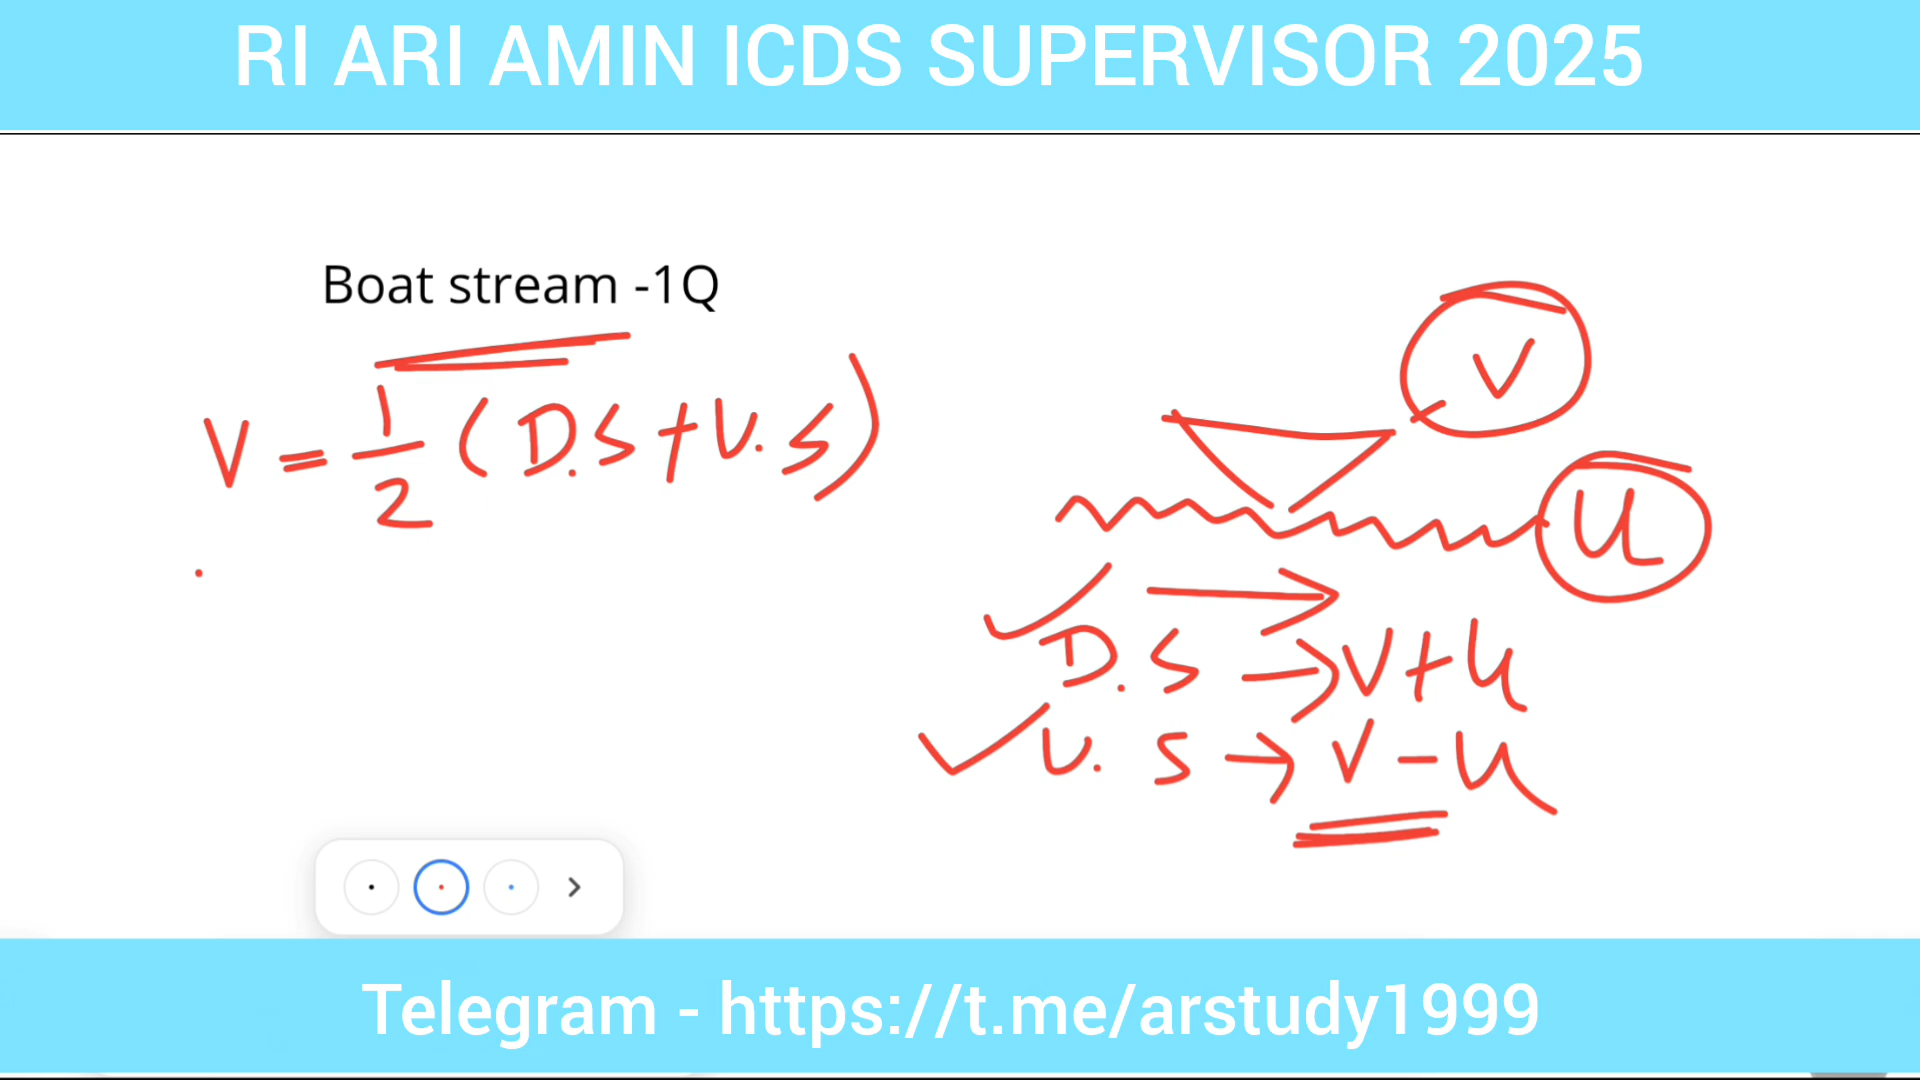 RI ARI AMIN ICDS SUPERVISOR 2025
Boat stream -1Q
V = 1/2 (D.S + U.S)
V
U
D.S → V + U
U.S → V - U
Telegram - https://t.me/arstudy1999